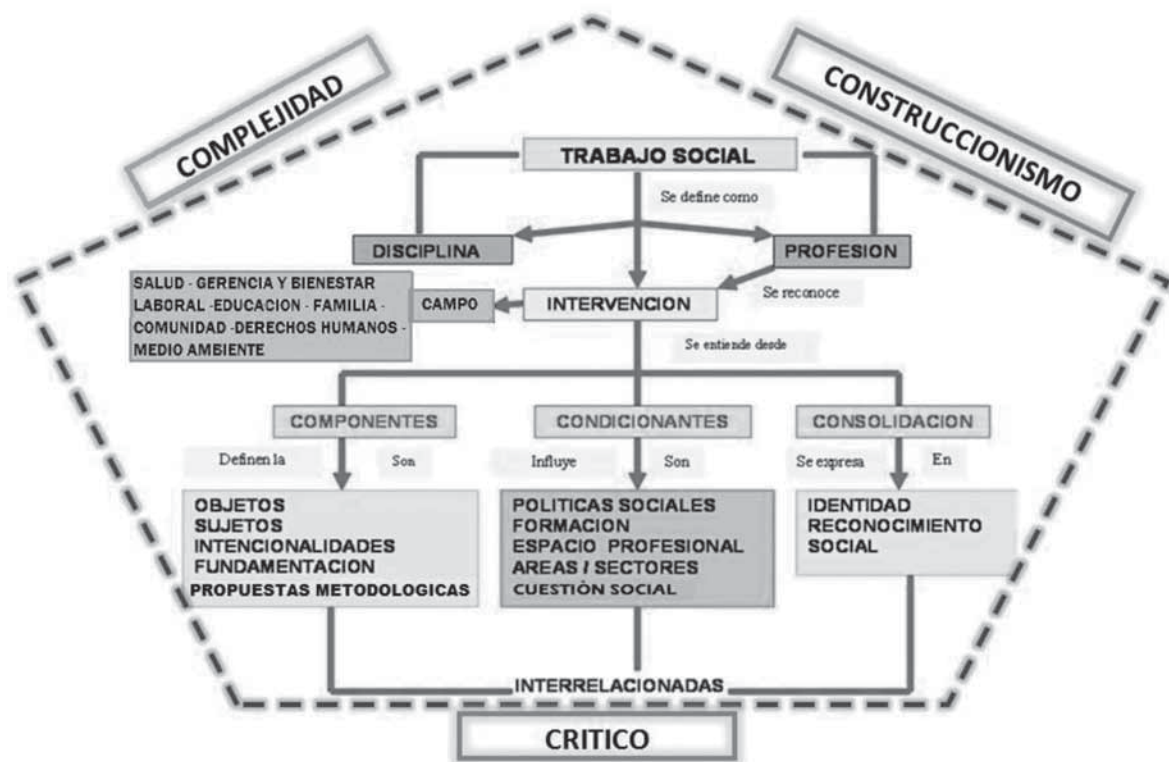 COMPLEJIDAD
CONSTRUCCIONISMO
TRABAJO SOCIAL
Se define como
DISCIPLINA
PROFESION
SALUD - GERENCIA Y BIENESTAR
LABORAL -EDUCACION - FAMILIA -
COMUNIDAD -DERECHOS HUMANOS -
MEDIO AMBIENTE
CAMPO
INTERVENCION
Se reconoce
Se entiende desde
COMPONENTES
CONDICIONANTES
CONSOLIDACION
Definen la
Son
Influye
Son
Se expresa
En
OBJETOS
SUJETOS
INTENCIONALIDADES
FUNDAMENTACION
PROPUESTAS METODOLOGICAS
POLITICAS SOCIALES
FORMACION
ESPACIO PROFESIONAL
AREAS / SECTORES
CUESTIÒN SOCIAL
IDENTIDAD
RECONOCIMIENTO
SOCIAL
INTERRELACIONADAS
CRITICO